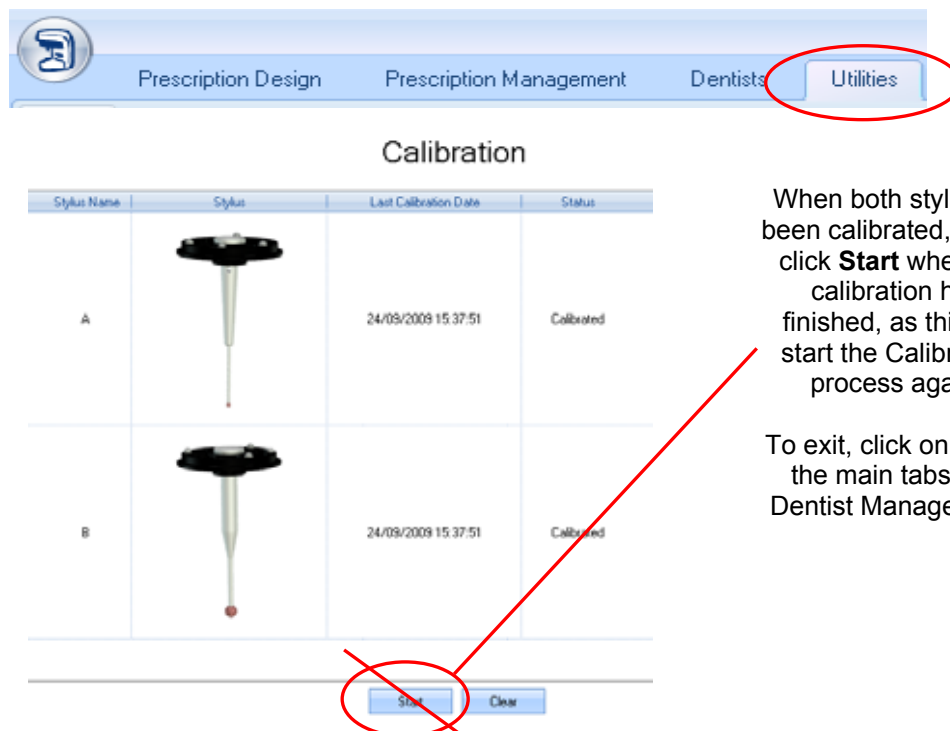 Prescription Design Prescription Management Dentists Utilities
Calibration
Stylus Name Stylus Last Calibration Date Status
A 24/09/2009 15:37:51 Calibrated
B 24/09/2009 15:37:51 Calibrated
Start Clear
When both styl
been calibrated,
click Start whe
calibration h
finished, as thi
start the Calibr
process aga
To exit, click on
the main tabs
Dentist Manage